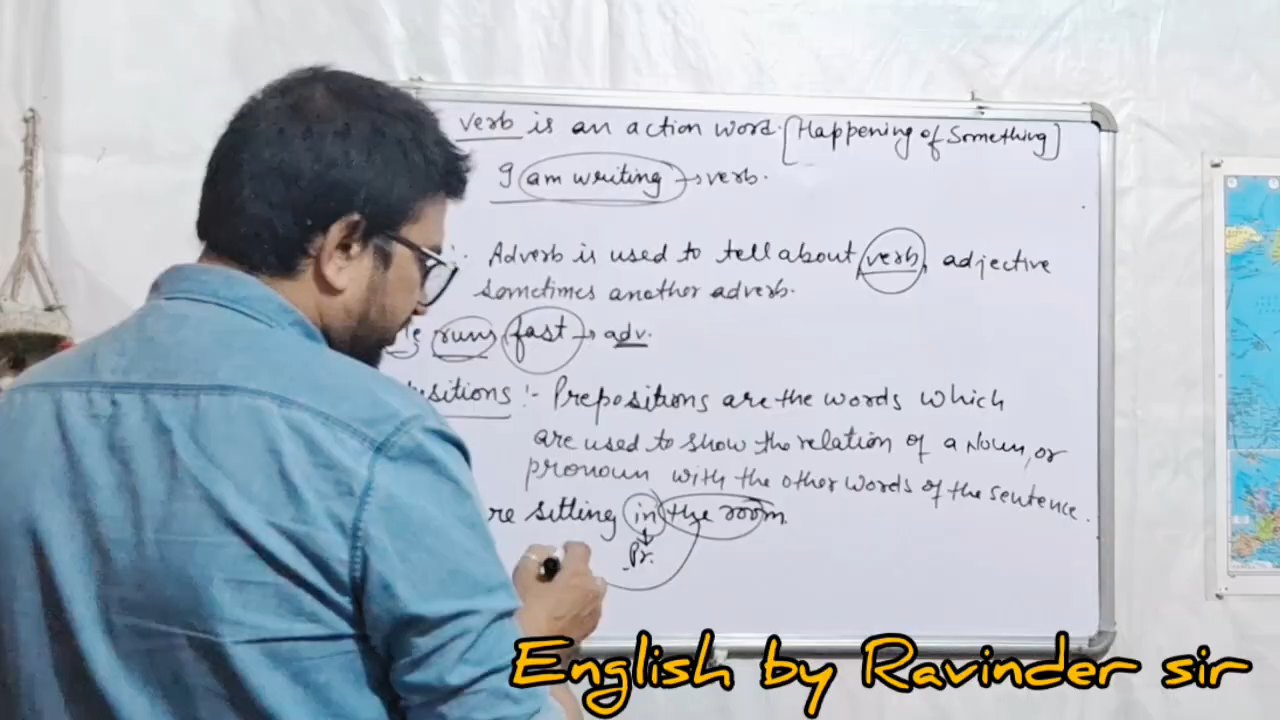 verb is an action word. [Happening of Something]
I am writing → verb.
:- Adverb is used to tell about verb, adjective
sometimes another adverb.
runs fast → adv.
sitions :- Prepositions are the words which
are used to show the relation of a Noun, or
pronoun with the other words of the sentence.
re sitting in the room.
Pr.
English by Ravinder sir